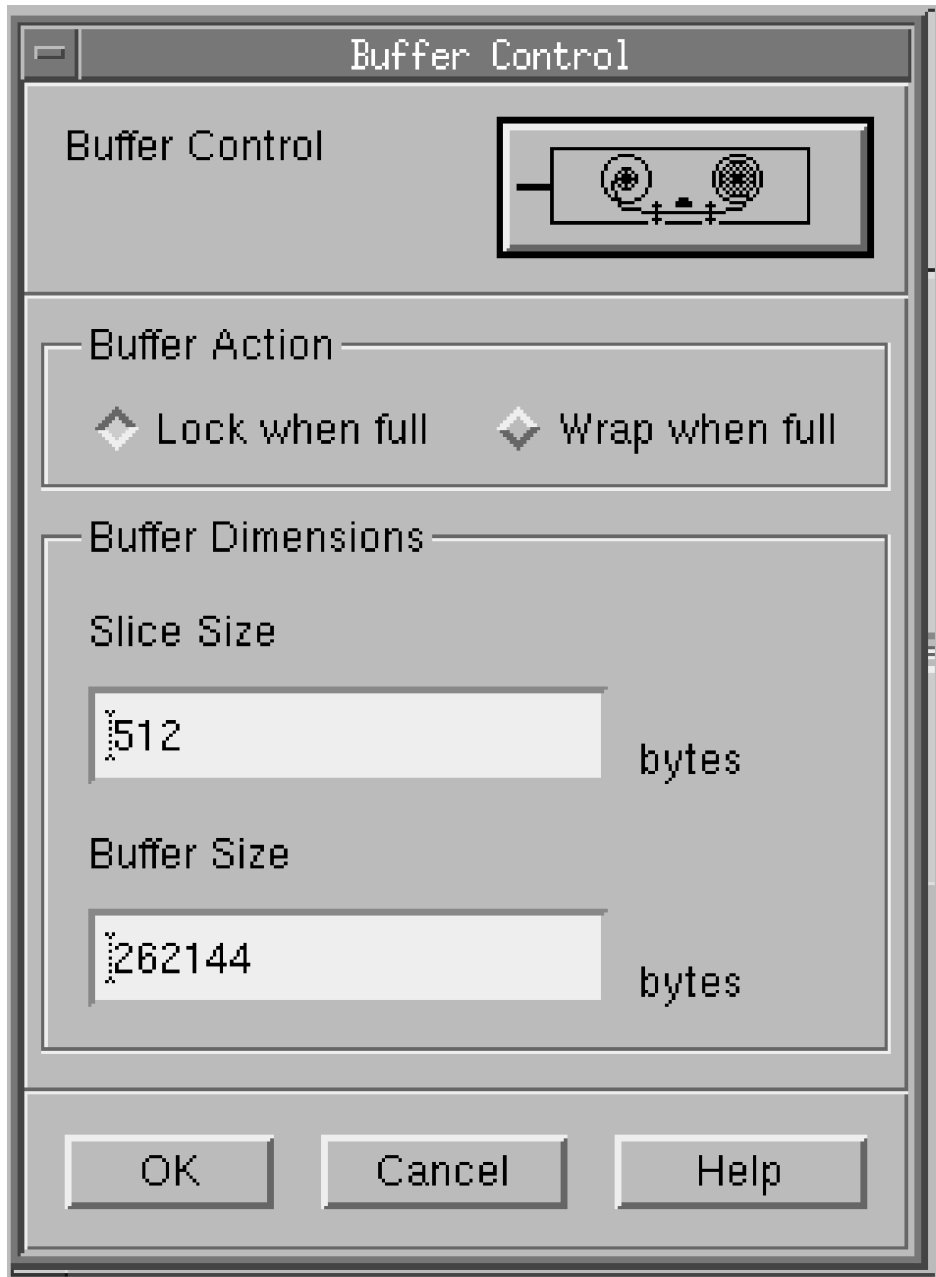 Buffer Control
Buffer Control
Buffer Action
Lock when full Wrap when full
Buffer Dimensions
Slice Size
512 bytes
Buffer Size
262144 bytes
OK Cancel Help